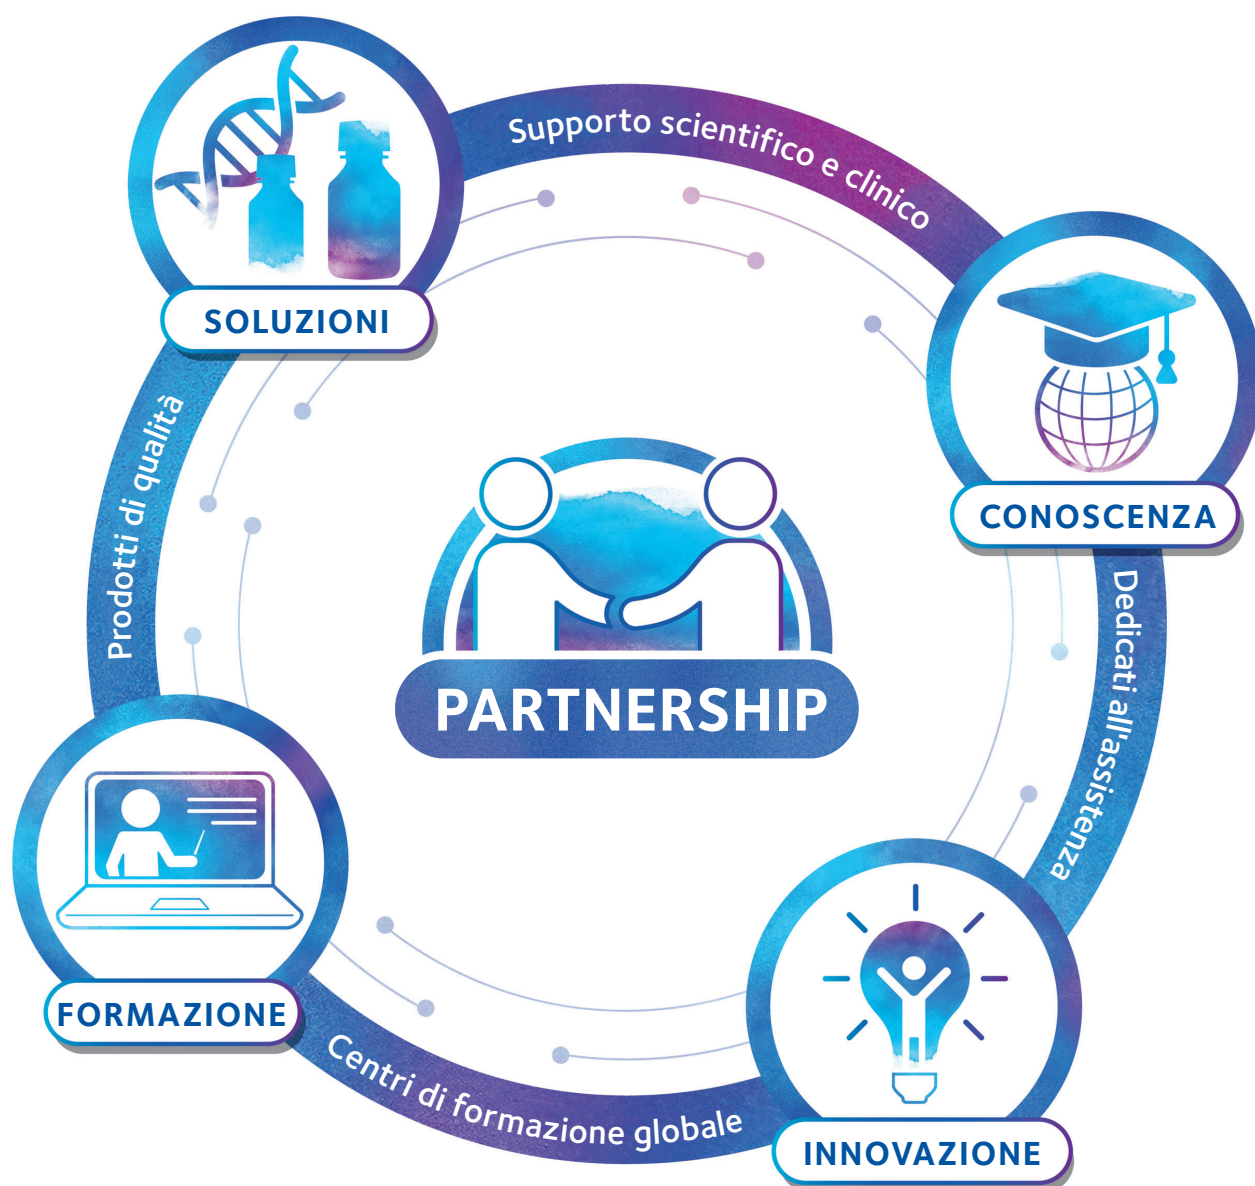 Supporto scientifico e clinico
SOLUZIONI
CONOSCENZA
Prodotti di qualità
Dedicati all'assistenza
PARTNERSHIP
FORMAZIONE
Centri di formazione globale
INNOVAZIONE